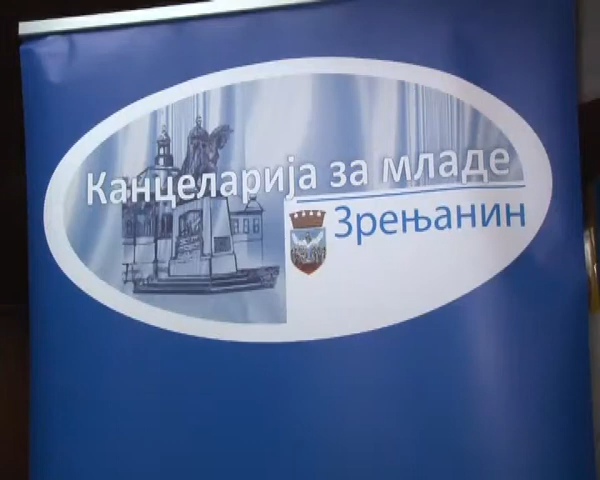 Канцеларија за младе
Зрењанин